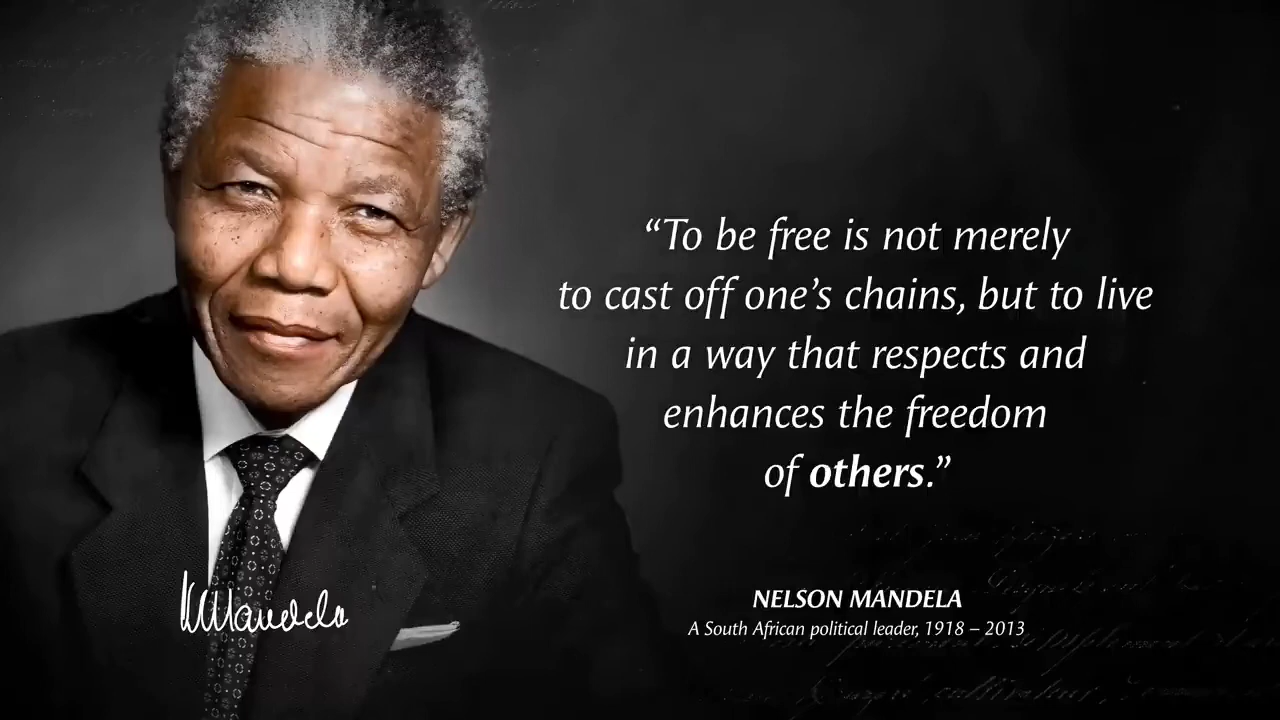 “To be free is not merely
to cast off one’s chains, but to live
in a way that respects and
enhances the freedom
of others.”
NELSON MANDELA
A South African political leader, 1918 – 2013
Mandela